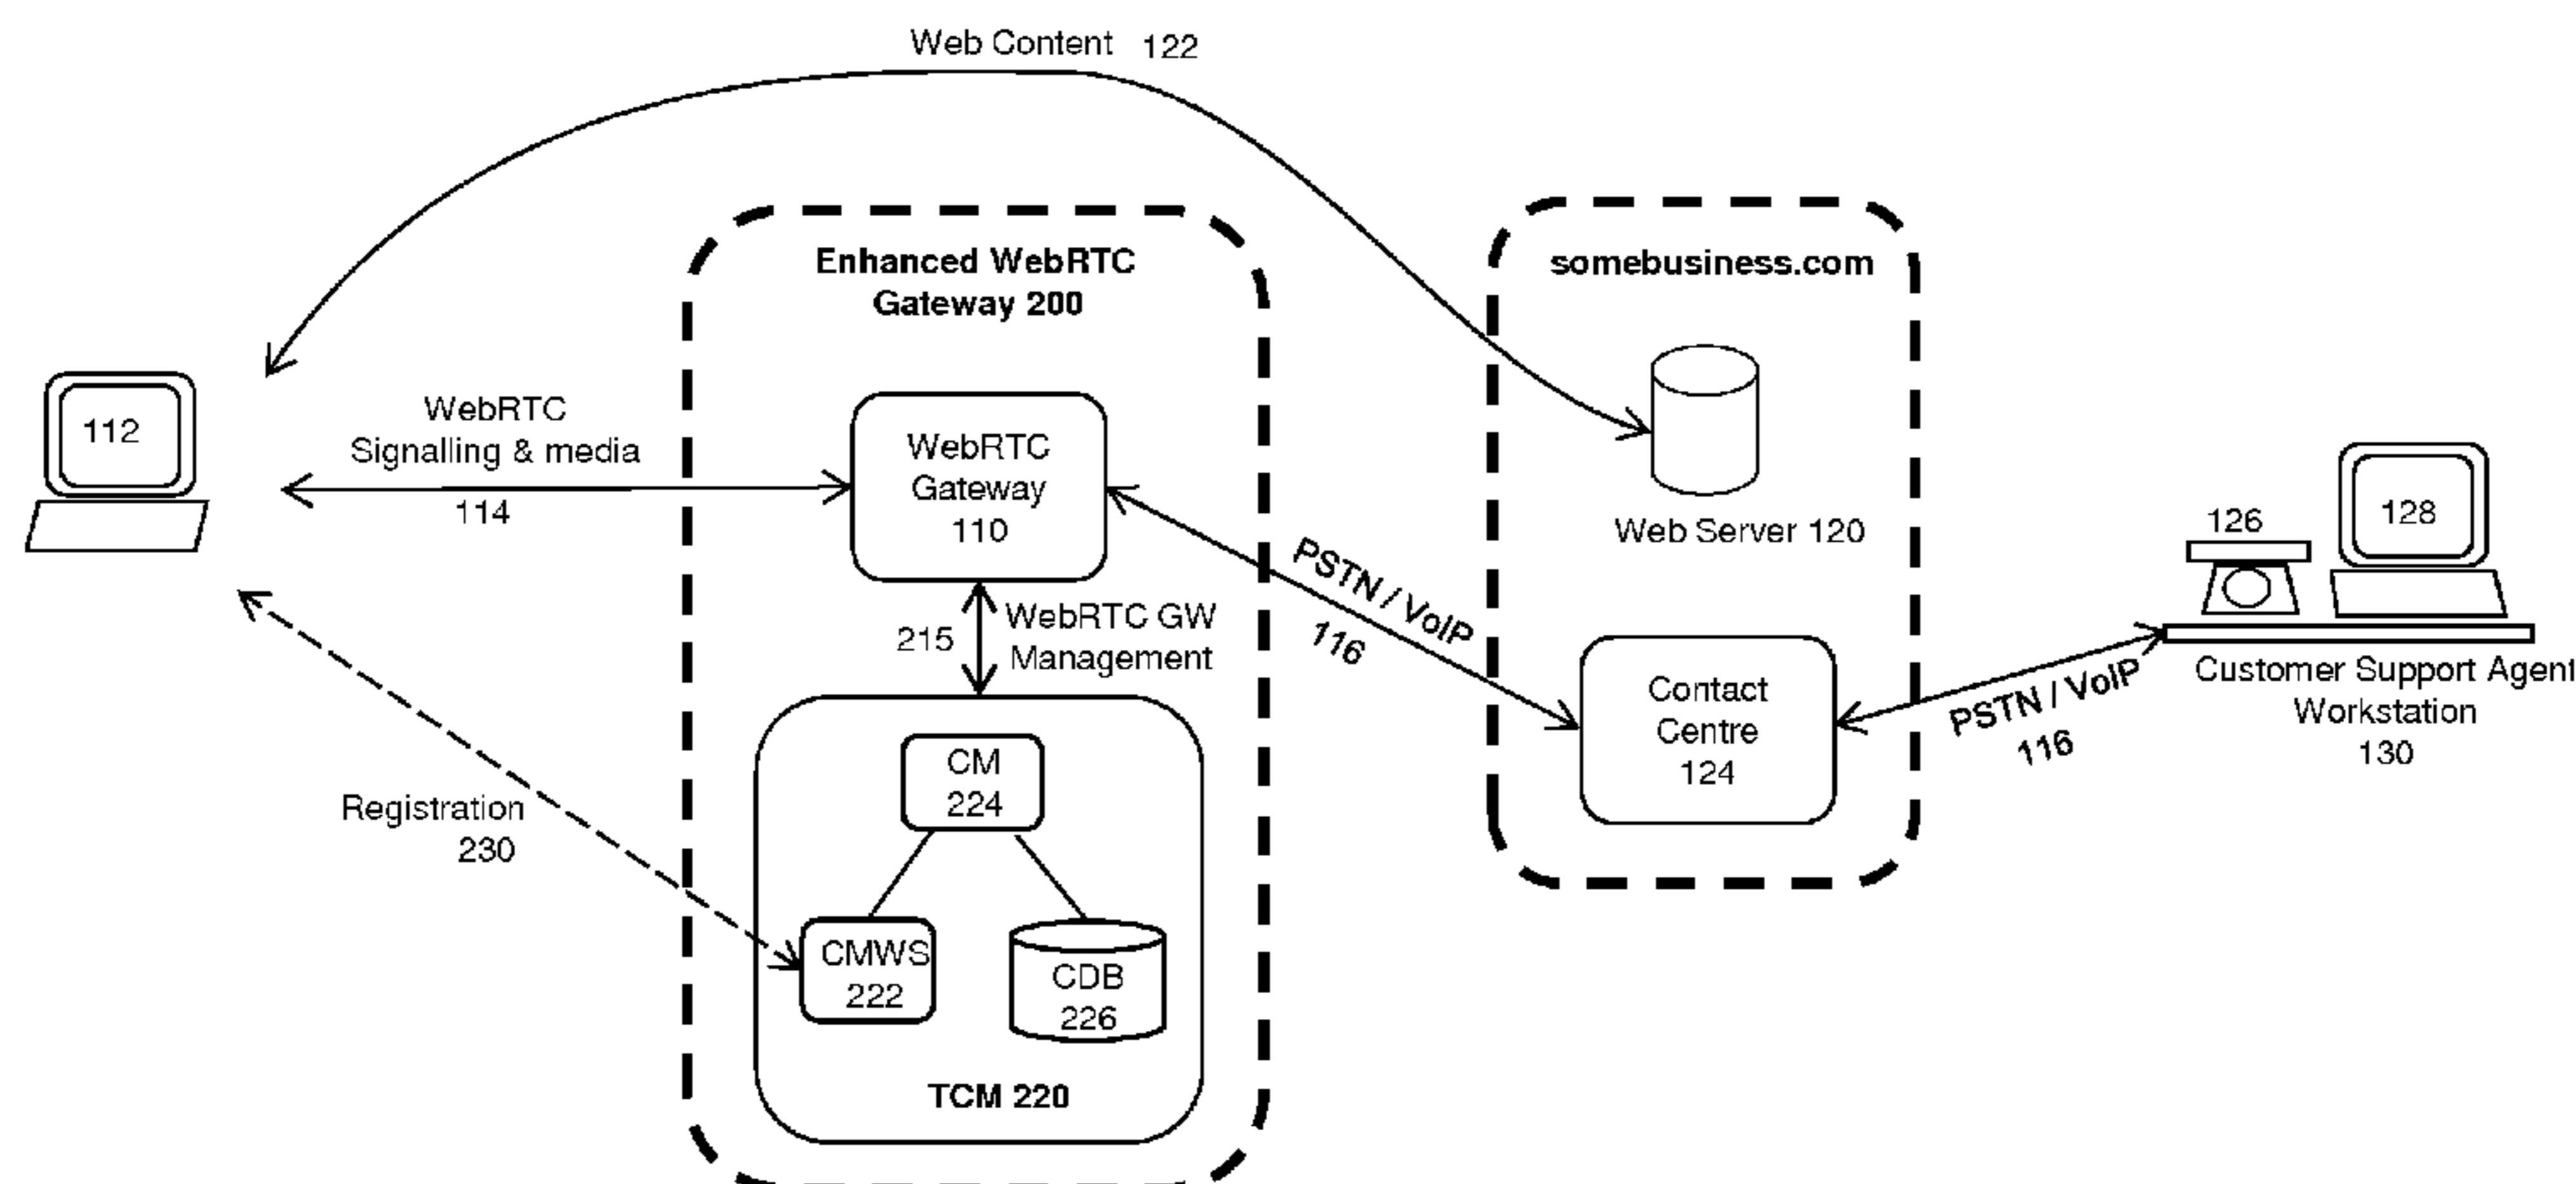 Web Content 122
Enhanced WebRTC
Gateway 200
somebusiness.com
112
WebRTC
Signalling & media
114
WebRTC
Gateway
110
Web Server 120
126
128
PSTN / VoIP
116
215
WebRTC GW
Management
Contact
Centre
124
PSTN / VoIP
116
Customer Support Agent
Workstation
130
CM
224
Registration
230
CMWS
222
CDB
226
TCM 220